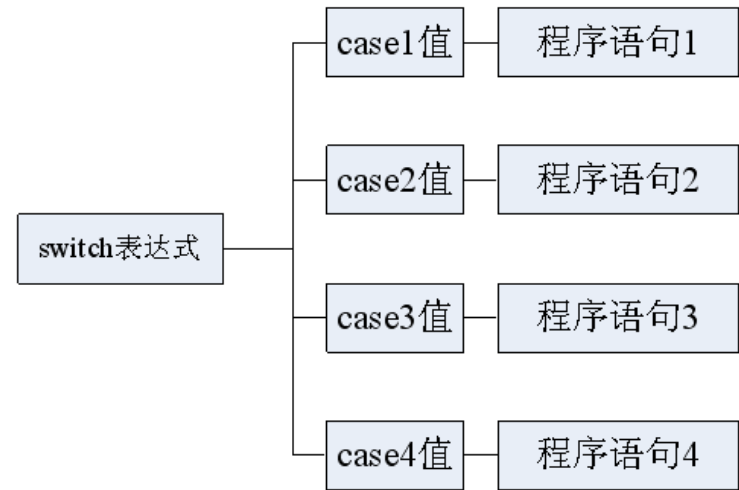 case1值
程序语句1
case2值
程序语句2
switch表达式
case3值
程序语句3
case4值
程序语句4